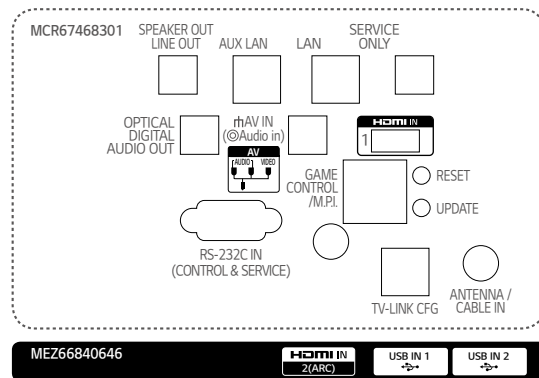 MCR67468301
SPEAKER OUT
LINE OUT
AUX LAN
LAN
SERVICE
ONLY
OPTICAL
DIGITAL
AUDIO OUT
AV IN
(◎Audio in)
AV
AUDIO
VIDEO
HDMI IN
1
GAME
CONTROL
/M.P.I.
RESET
UPDATE
RS-232C IN
(CONTROL & SERVICE)
TV-LINK CFG
ANTENNA /
CABLE IN
MEZ66840646
HDMI IN
2(ARC)
USB IN 1
USB IN 2